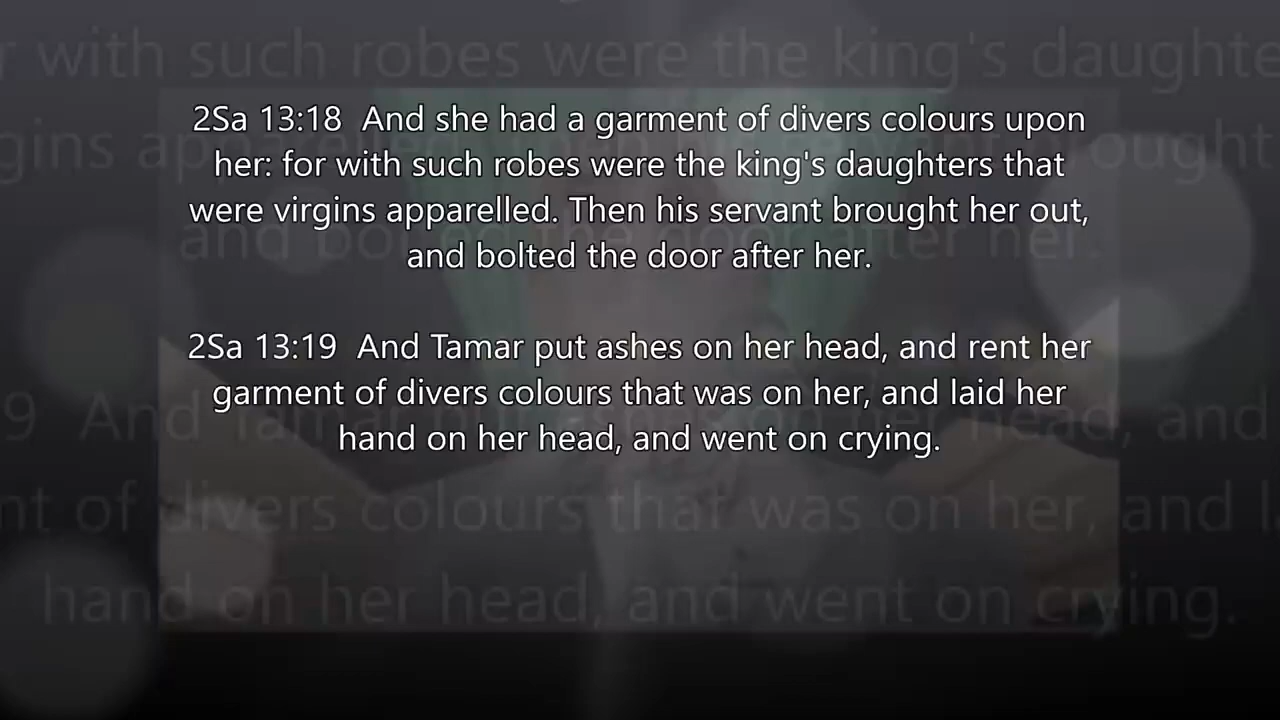 2Sa 13:18  And she had a garment of divers colours upon
her: for with such robes were the king's daughters that
were virgins apparelled. Then his servant brought her out,
and bolted the door after her.
2Sa 13:19  And Tamar put ashes on her head, and rent her
garment of divers colours that was on her, and laid her
hand on her head, and went on crying.